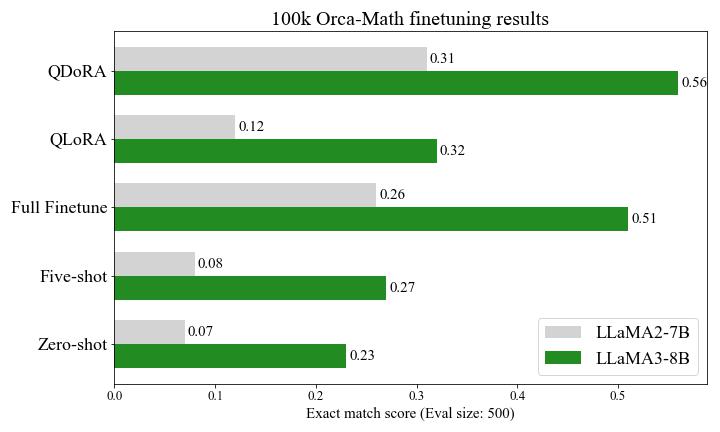 100k Orca-Math finetuning results
QDoRA
0.31
0.56
QLoRA
0.12
0.32
Full Finetune
0.26
0.51
Five-shot
0.08
0.27
Zero-shot
0.07
0.23
LLaMA2-7B
LLaMA3-8B
0.0 0.1 0.2 0.3 0.4 0.5
Exact match score (Eval size: 500)